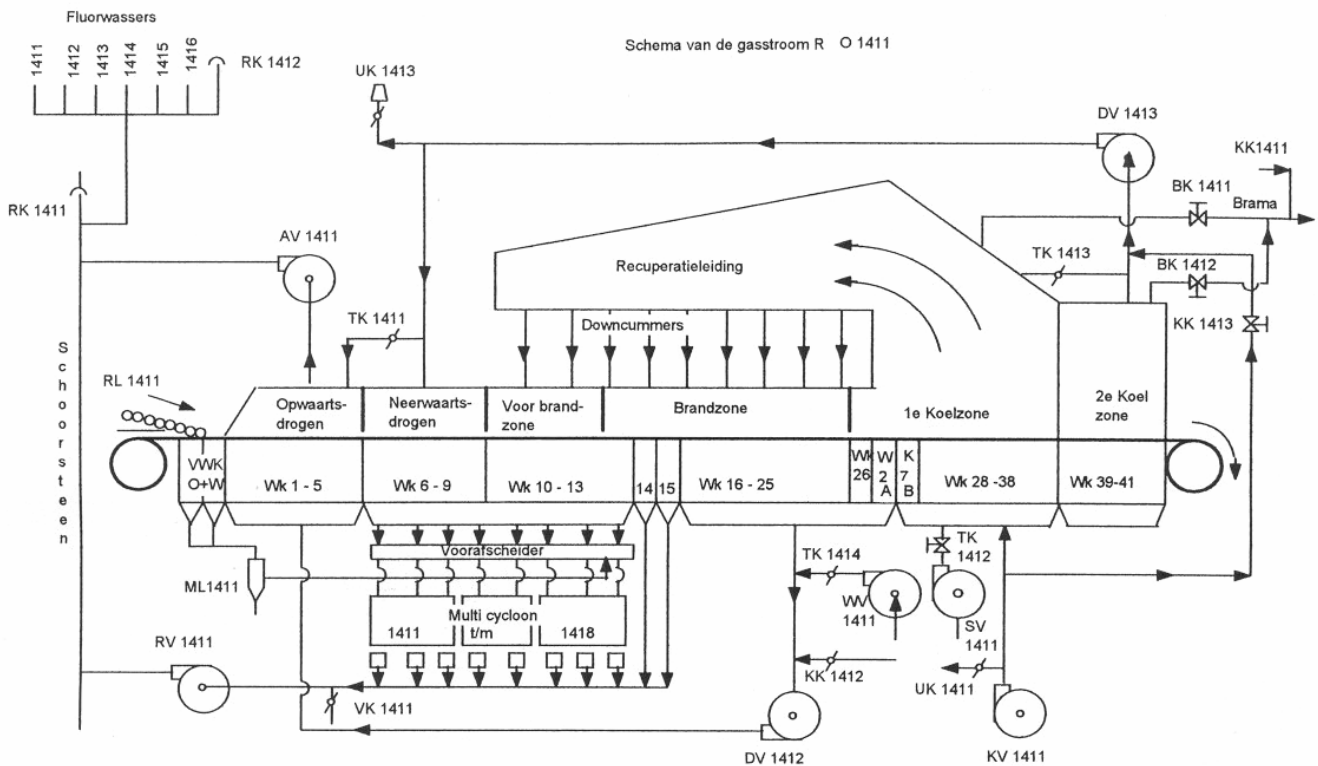 Fluorwassers
1411
1412
1413
1414
1415
1416
RK 1412
UK 1413
Schema van de gasstroom R O 1411
DV 1413
KK1411
BK 1411
Brama
RK 1411
AV 1411
Recuperatieleiding
TK 1413
BK 1412
TK 1411
Downcummers
KK 1413
Schoorsteen
RL 1411
Opwaarts-
drogen
Neerwaarts-
drogen
Voor brand-
zone
Brandzone
1e Koelzone
2e Koel
zone
VWK
O+W
Wk 1 - 5
Wk 6 - 9
Wk 10 - 13
14
15
Wk 16 - 25
Wk
26
W
2
A
K
7
B
Wk 28 -38
Wk 39-41
Voorafscheider
TK 1414
TK
1412
ML1411
WV
1411
SV
1411
Multi cycloon
1411
t/m
1418
RV 1411
KK 1412
UK 1411
VK 1411
DV 1412
KV 1411